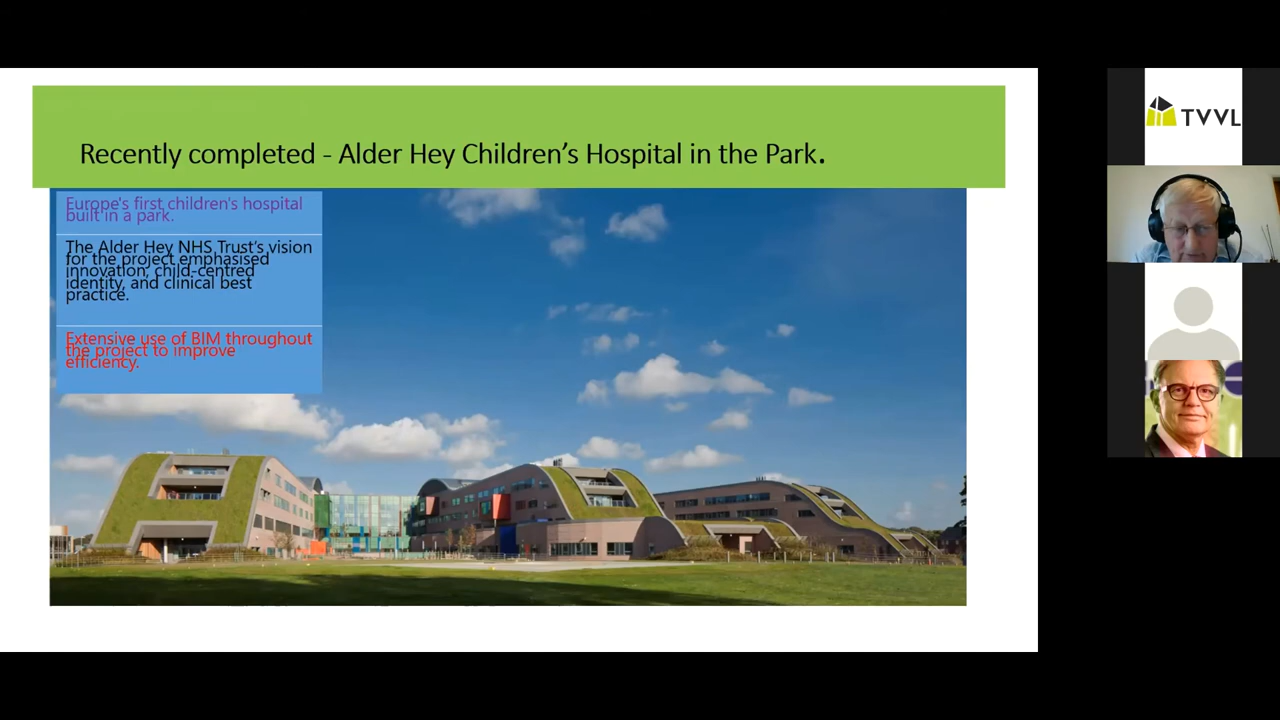 Recently completed - Alder Hey Children's Hospital in the Park.
Europe's first children's hospital
built in a park.
The Alder Hey NHS Trust's vision
for the project emphasised
innovation, child-centred
identity, and clinical best
practice.
Extensive use of BIM throughout
the project to improve
efficiency.
TVVL